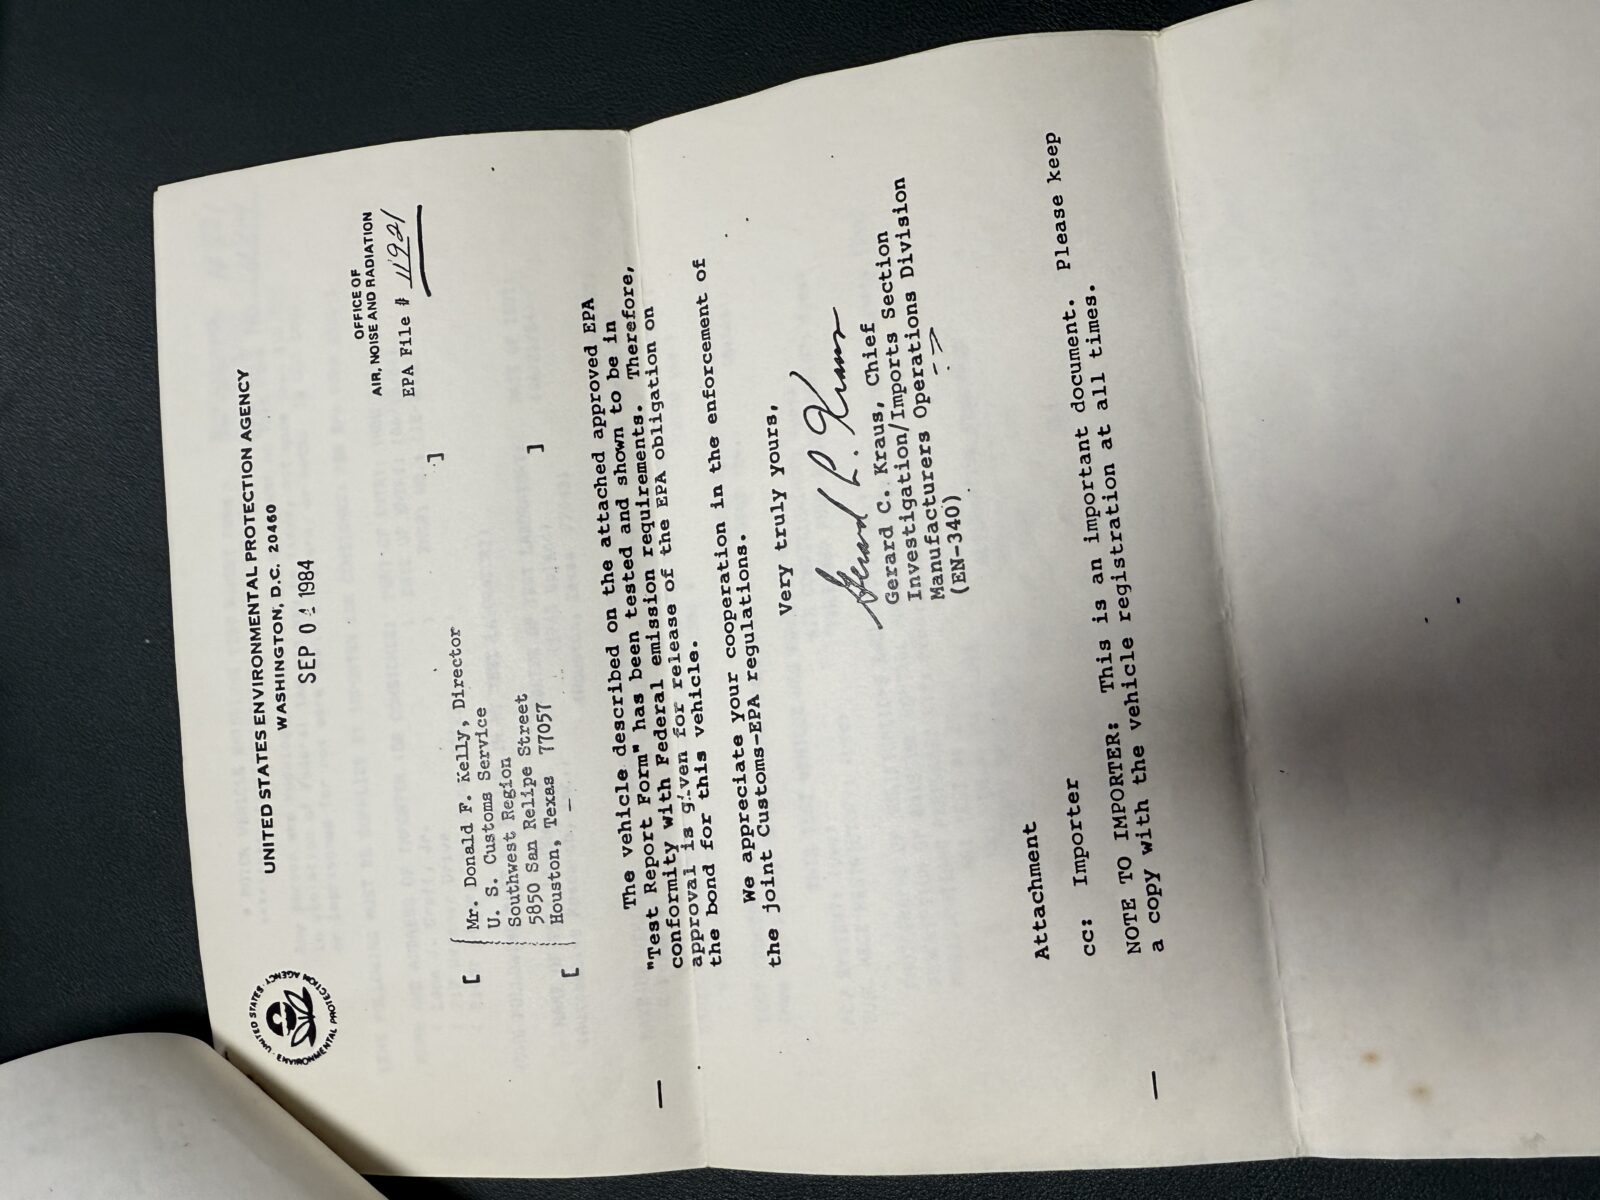 UNITED STATES ENVIRONMENTAL PROTECTION AGENCY
WASHINGTON, D.C. 20460
UNITED STATES · ENVIRONMENTAL PROTECTION AGENCY ·
SEP 0 1984
OFFICE OF
AIR, NOISE AND RADIATION
EPA File # 11921
[ ]
Mr. Donald F. Kelly, Director
U. S. Customs Service
Southwest Region
5850 San Relipe Street
Houston, Texas 77057
[ ]
The vehicle described on the attached approved EPA
"Test Report Form" has been tested and shown to be in
conformity with Federal emission requirements. Therefore,
approval is given for release of the EPA obligation on
the bond for this vehicle.
We appreciate your cooperation in the enforcement of
the joint Customs-EPA regulations.
Very truly yours,
Gerard C. Kraus
Gerard C. Kraus, Chief
Investigation/Imports Section
Manufacturers Operations Division
(EN-340)
Attachment
cc: Importer
NOTE TO IMPORTER: This is an important document. Please keep
a copy with the vehicle registration at all times.